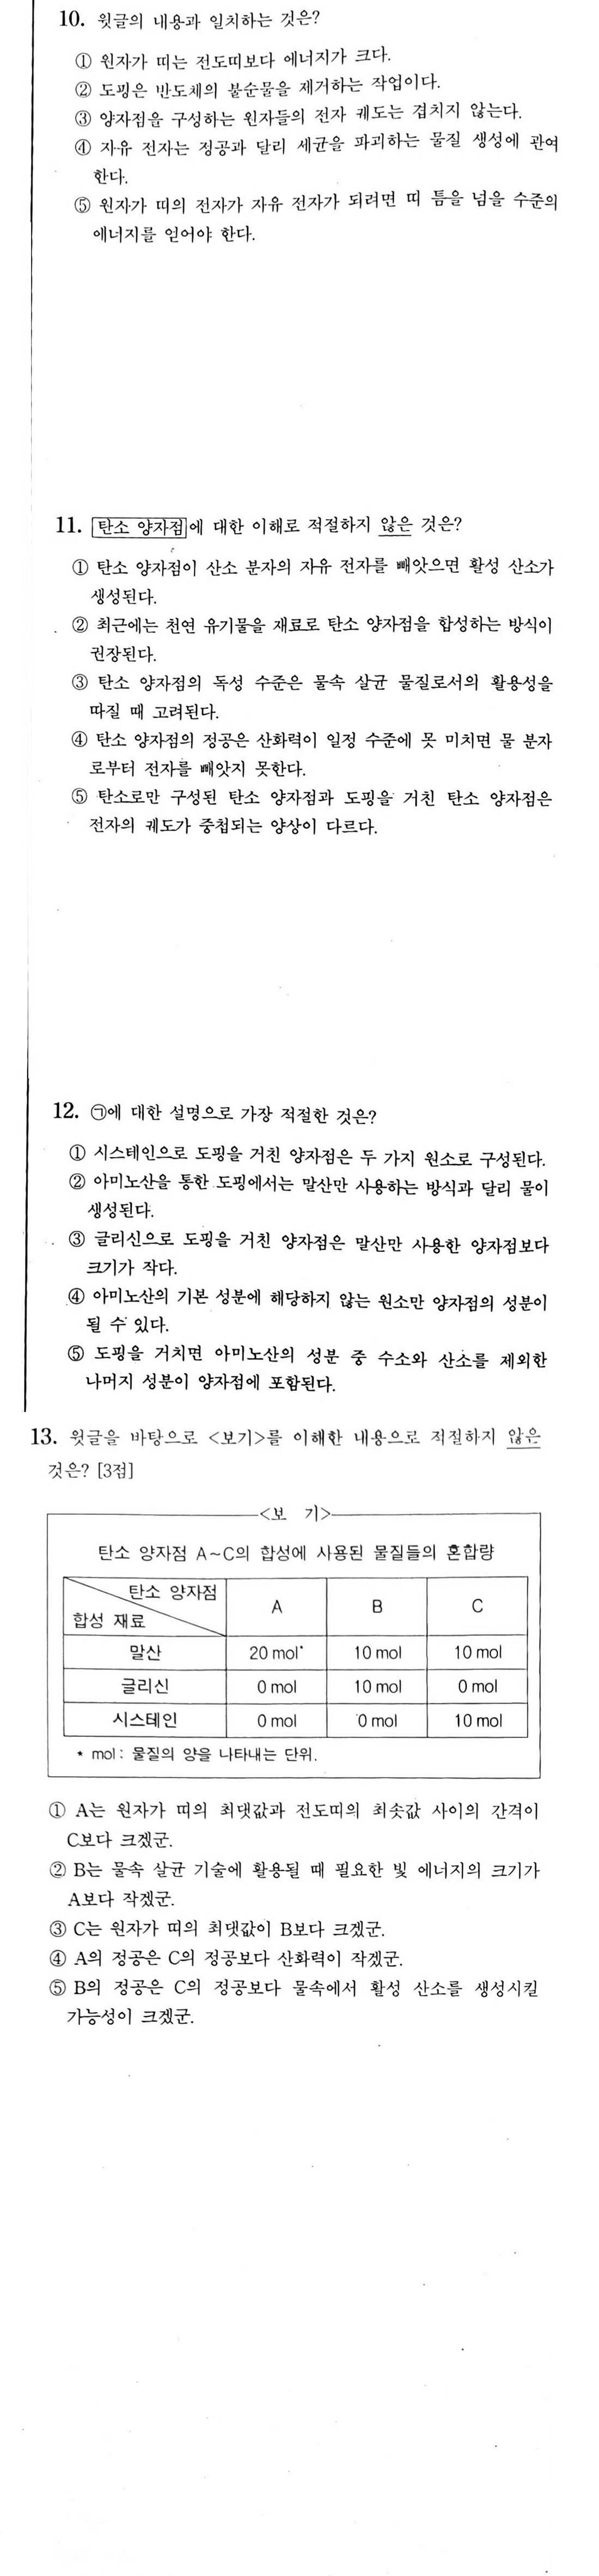 10. 윗글의 내용과 일치하는 것은?
① 원자가 띠는 전도띠보다 에너지가 크다.
② 도핑은 반도체의 불순물을 제거하는 작업이다.
③ 양자점을 구성하는 원자들의 전자 궤도는 겹치지 않는다.
④ 자유 전자는 정공과 달리 세균을 파괴하는 물질 생성에 관여
한다.
⑤ 원자가 띠의 전자가 자유 전자가 되려면 띠 틈을 넘을 수준의
에너지를 얻어야 한다.
11. 탄소 양자점에 대한 이해로 적절하지 않은 것은?
① 탄소 양자점이 산소 분자의 자유 전자를 빼앗으면 활성 산소가
생성된다.
② 최근에는 천연 유기물을 재료로 탄소 양자점을 합성하는 방식이
권장된다.
③ 탄소 양자점의 독성 수준은 물속 살균 물질로서의 활용성을
따질 때 고려된다.
④ 탄소 양자점의 정공은 산화력이 일정 수준에 못 미치면 물 분자
로부터 전자를 빼앗지 못한다.
⑤ 탄소로만 구성된 탄소 양자점과 도핑을 거친 탄소 양자점은
전자의 궤도가 중첩되는 양상이 다르다.
12. ㉠에 대한 설명으로 가장 적절한 것은?
① 시스테인으로 도핑을 거친 양자점은 두 가지 원소로 구성된다.
② 아미노산을 통한 도핑에서는 말산만 사용하는 방식과 달리 물이
생성된다.
③ 글리신으로 도핑을 거친 양자점은 말산만 사용한 양자점보다
크기가 작다.
④ 아미노산의 기본 성분에 해당하지 않는 원소만 양자점의 성분이
될 수 있다.
⑤ 도핑을 거치면 아미노산의 성분 중 수소와 산소를 제외한
나머지 성분이 양자점에 포함된다.
13. 윗글을 바탕으로 <보기>를 이해한 내용으로 적절하지 않은
것은? [3점]
<보 기>
탄소 양자점 A~C의 합성에 사용된 물질들의 혼합량
탄소 양자점
합성 재료 A B C
말산 20 mol* 10 mol 10 mol
글리신 0 mol 10 mol 0 mol
시스테인 0 mol 0 mol 10 mol
* mol : 물질의 양을 나타내는 단위.
① A는 원자가 띠의 최댓값과 전도띠의 최솟값 사이의 간격이
C보다 크겠군.
② B는 물속 살균 기술에 활용될 때 필요한 빛 에너지의 크기가
A보다 작겠군.
③ C는 원자가 띠의 최댓값이 B보다 크겠군.
④ A의 정공은 C의 정공보다 산화력이 작겠군.
⑤ B의 정공은 C의 정공보다 물속에서 활성 산소를 생성시킬
가능성이 크겠군.